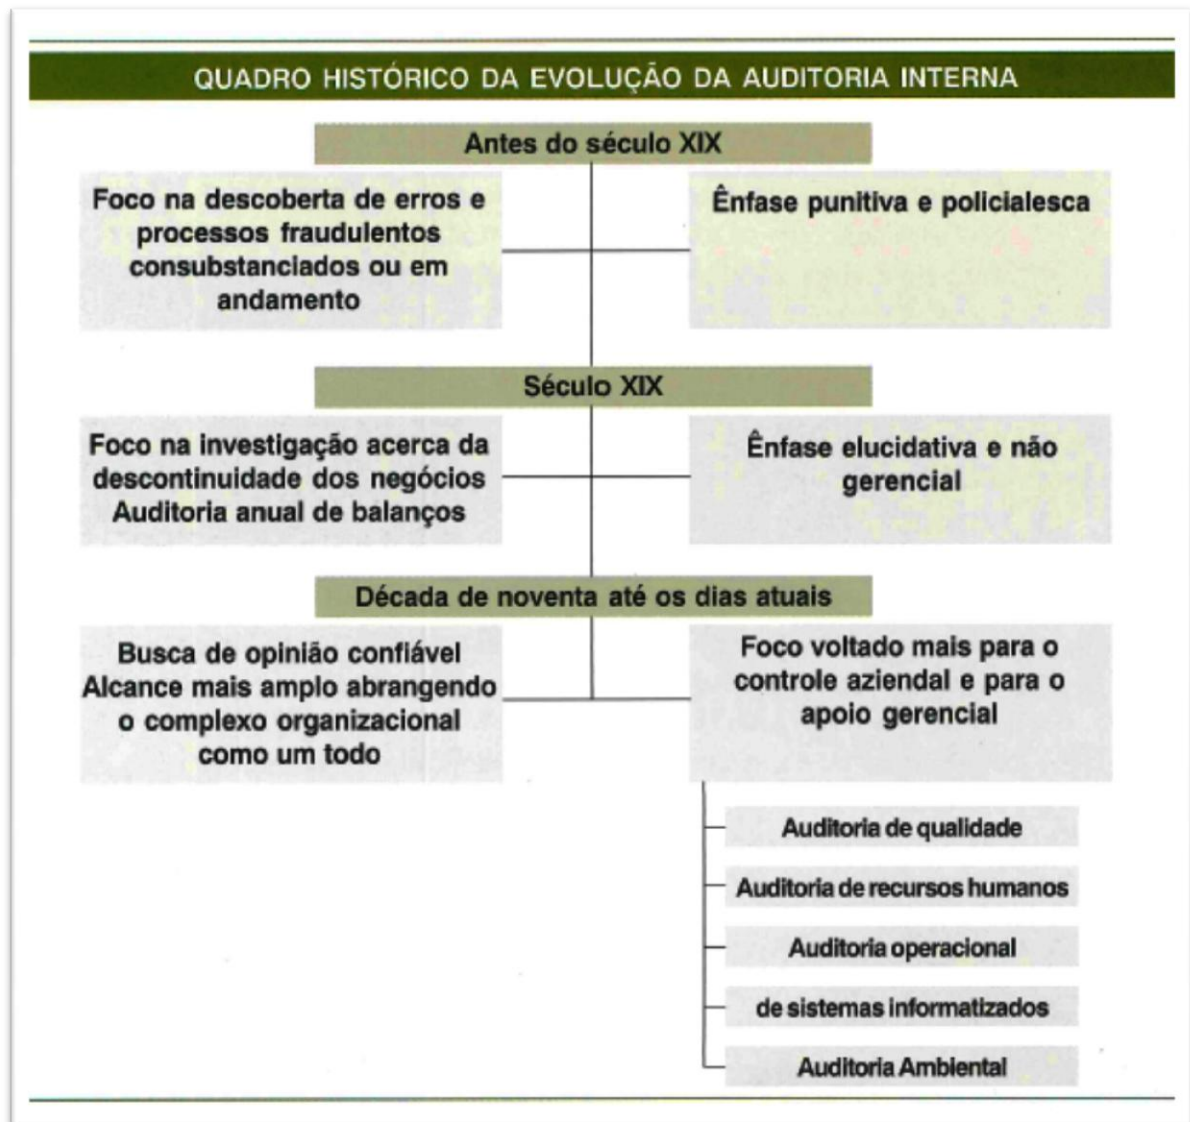 QUADRO HISTÓRICO DA EVOLUÇÃO DA AUDITORIA INTERNA
Antes do século XIX
Foco na descoberta de erros e
processos fraudulentos
consubstanciados ou em
andamento
Ênfase punitiva e policialesca
Século XIX
Foco na investigação acerca da
descontinuidade dos negócios
Auditoria anual de balanços
Ênfase elucidativa e não
gerencial
Década de noventa até os dias atuais
Busca de opinião confiável
Alcance mais amplo abrangendo
o complexo organizacional
como um todo
Foco voltado mais para o
controle aziendal e para o
apoio gerencial
Auditoria de qualidade
Auditoria de recursos humanos
Auditoria operacional
de sistemas informatizados
Auditoria Ambiental